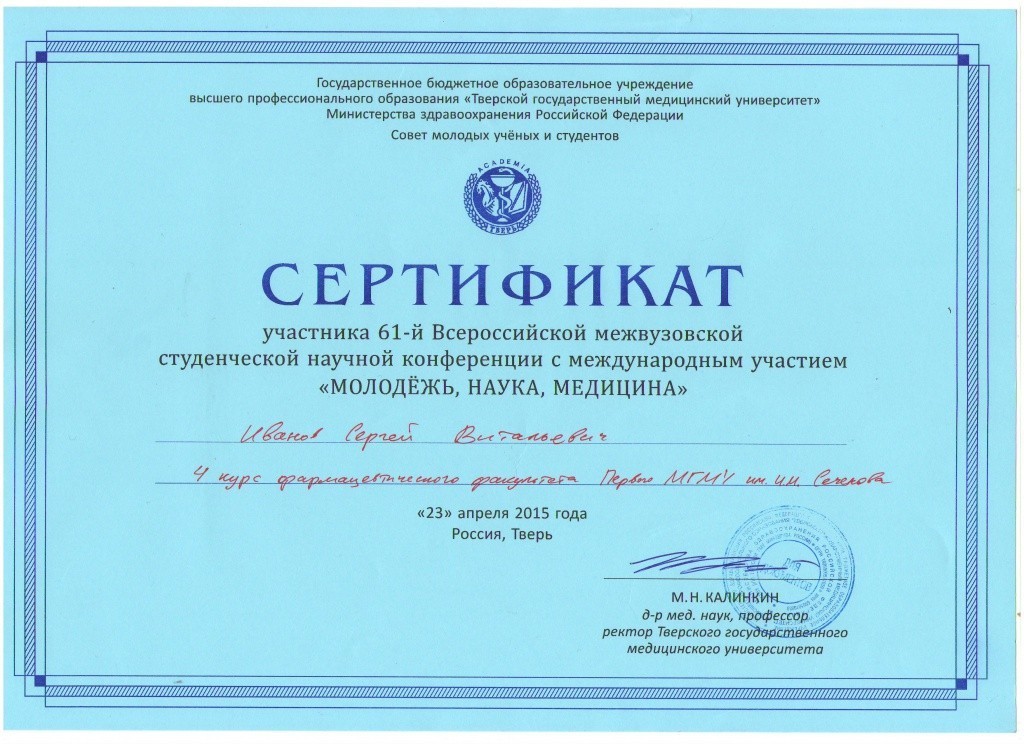 Государственное бюджетное образовательное учреждение
высшего профессионального образования «Тверской государственный медицинский университет»
Министерства здравоохранения Российской Федерации
Совет молодых учёных и студентов
ACADEMIA
ТВЕРЬ
СЕРТИФИКАТ
участника 61-й Всероссийской межвузовской
студенческой научной конференции с международным участием
«МОЛОДЁЖЬ, НАУКА, МЕДИЦИНА»
Иванов Сергей Витальевич
4 курс фармацевтического факультета Первого МГМУ им. И.М. Сеченова
«23» апреля 2015 года
Россия, Тверь
ДЛЯ
ДОКУМЕНТОВ
М. Н. КАЛИНКИН
д-р мед. наук, профессор
ректор Тверского государственного
медицинского университета